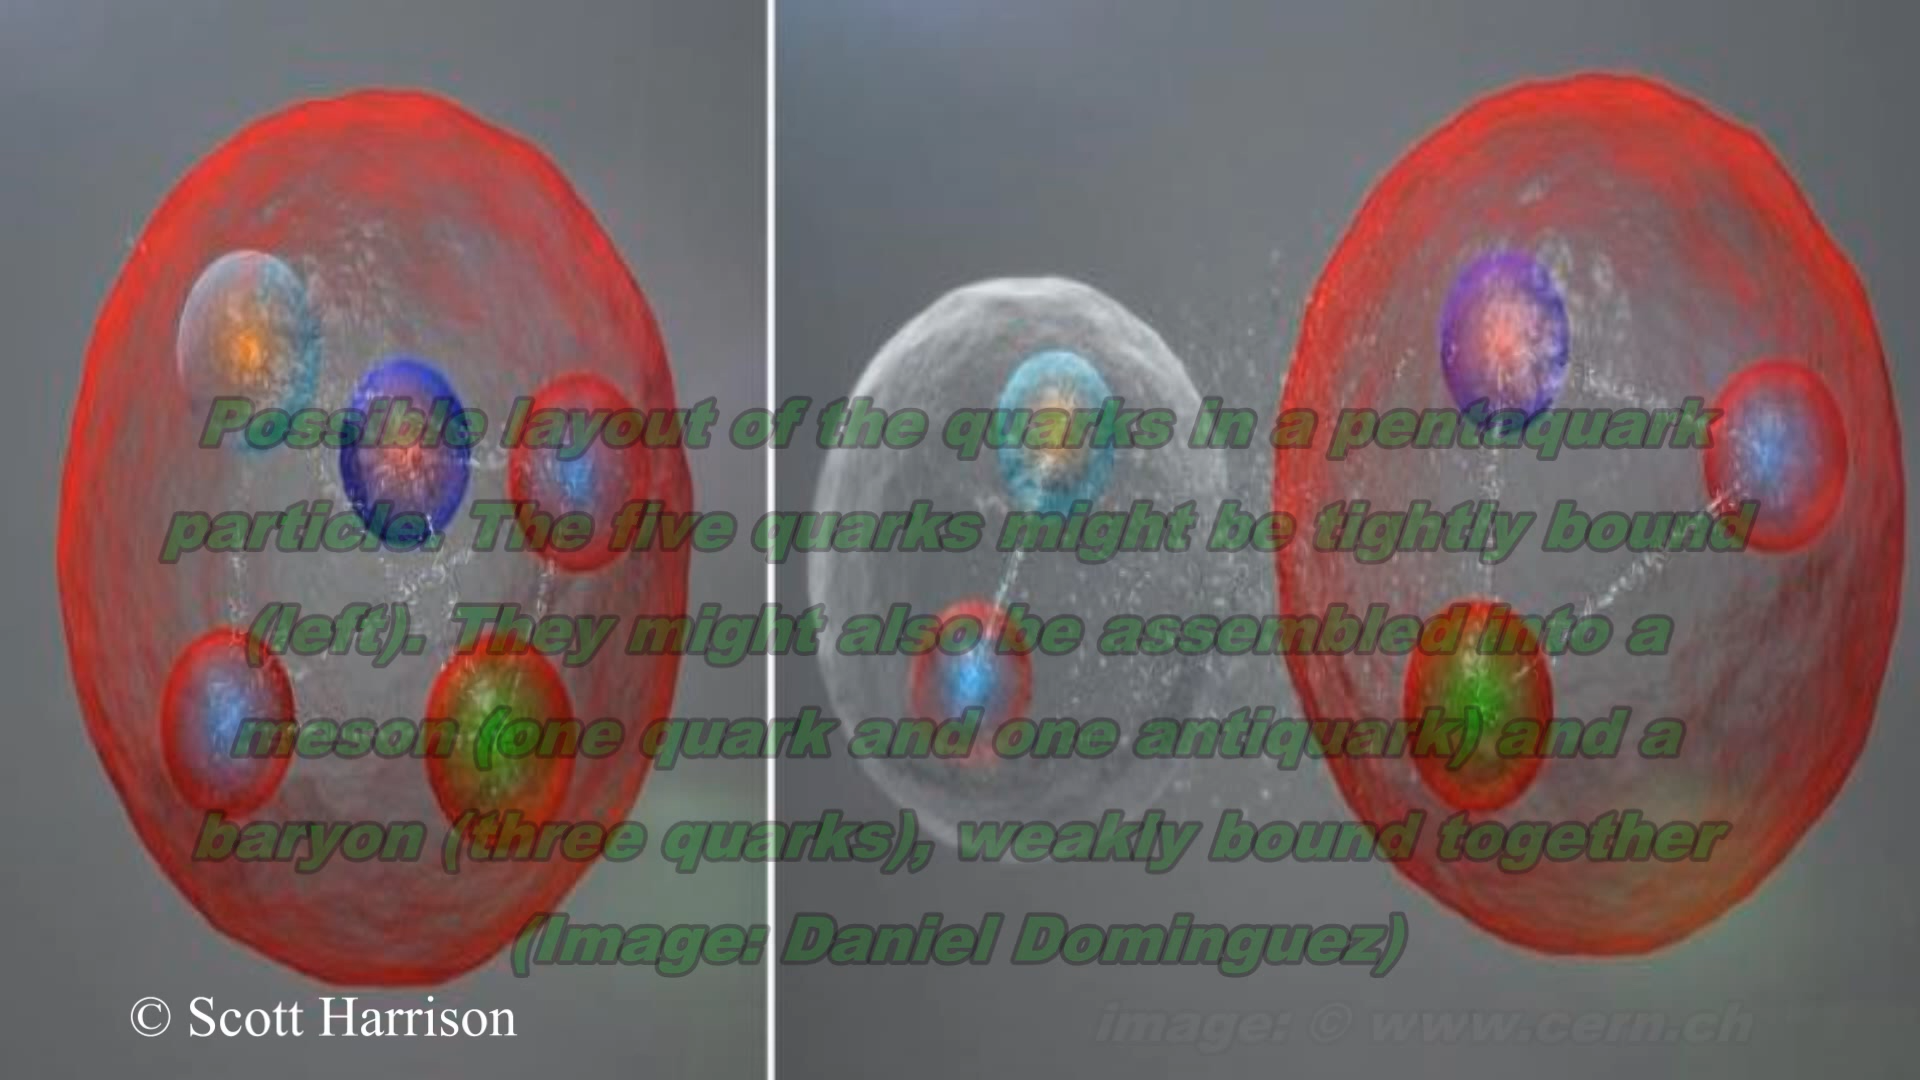 Possible layout of the quarks in a pentaquark
particle. The five quarks might be tightly bound
(left). They might also be assembled into a
meson (one quark and one antiquark) and a
baryon (three quarks), weakly bound together
(Image: Daniel Dominguez)
© Scott Harrison
image: © www.cern.ch